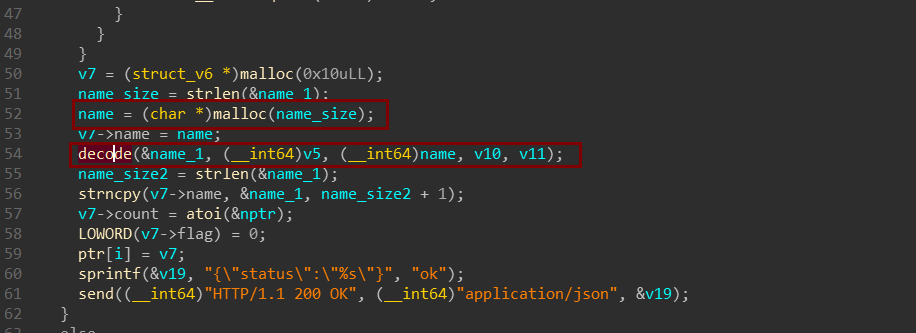 47 }
48 }
49 }
50 v7 = (struct_v6 *)malloc(0x10uLL);
51 name_size = strlen(&name_1);
52 name = (char *)malloc(name_size);
53 v7->name = name;
54 decode(&name_1, (__int64)v5, (__int64)name, v10, v11);
55 name_size2 = strlen(&name_1);
56 strncpy(v7->name, &name_1, name_size2 + 1);
57 v7->count = atoi(&nptr);
58 LOWORD(v7->flag) = 0;
59 ptr[i] = v7;
60 sprintf(&v19, "{\"status\":\"%s\"}", "ok");
61 send((__int64)"HTTP/1.1 200 OK", (__int64)"application/json", &v19);
62 }
63 else